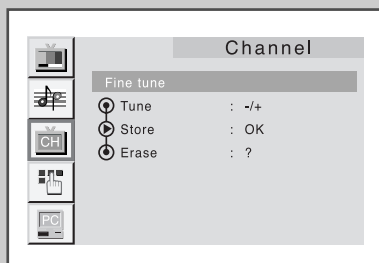 Channel
Fine tune
Tune : -/+
Store : OK
Erase : ?
CH
PC